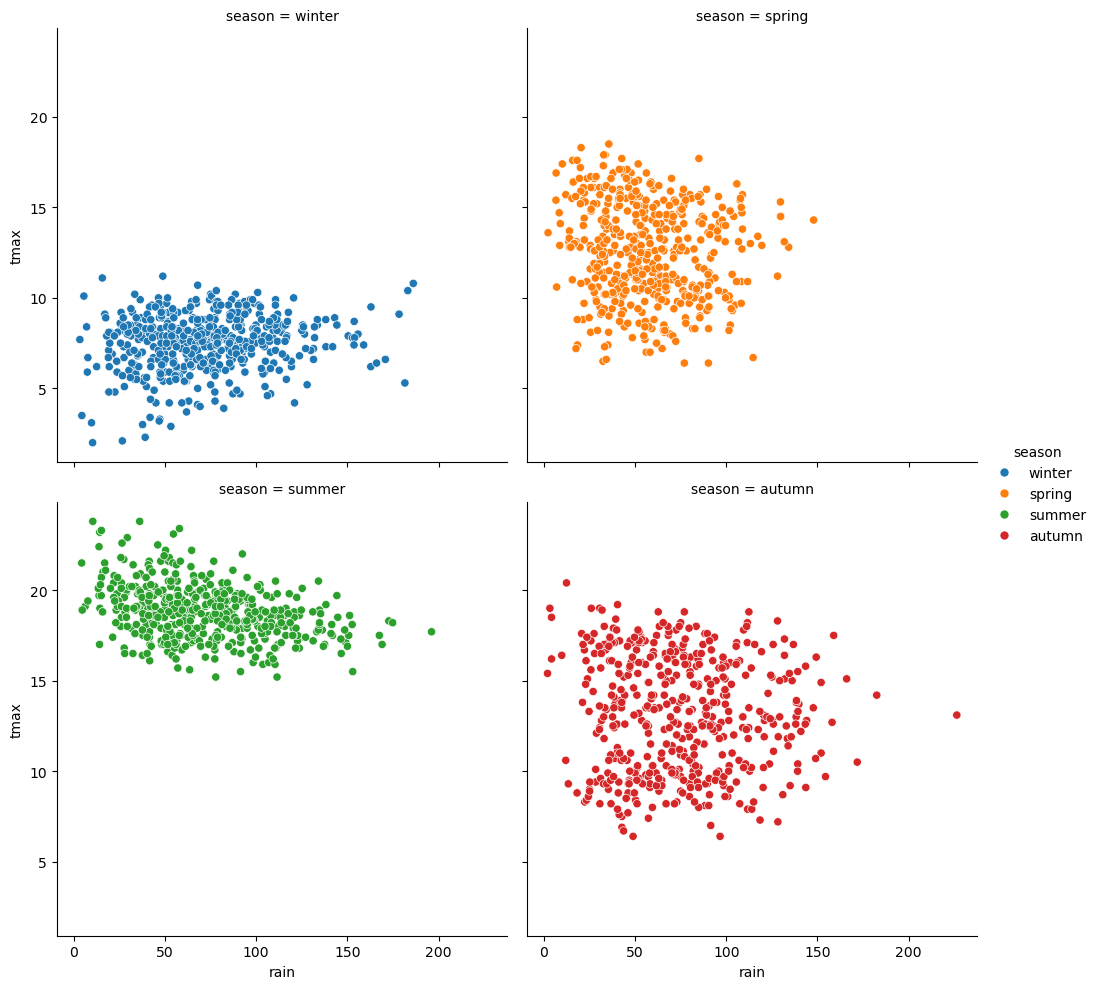 season = winter
season = spring
20
15
10
5
tmax
season
winter
spring
summer
autumn
season = summer
season = autumn
20
15
10
5
tmax
0 50 100 150 200
rain
0 50 100 150 200
rain